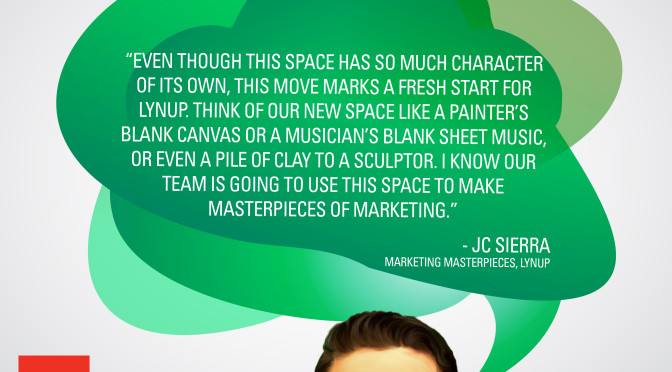 “EVEN THOUGH THIS SPACE HAS SO MUCH CHARACTER
OF ITS OWN, THIS MOVE MARKS A FRESH START FOR
LYNUP. THINK OF OUR NEW SPACE LIKE A PAINTER’S
BLANK CANVAS OR A MUSICIAN’S BLANK SHEET MUSIC,
OR EVEN A PILE OF CLAY TO A SCULPTOR. I KNOW OUR
TEAM IS GOING TO USE THIS SPACE TO MAKE
MASTERPIECES OF MARKETING.”
- JC SIERRA
MARKETING MASTERPIECES, LYNUP